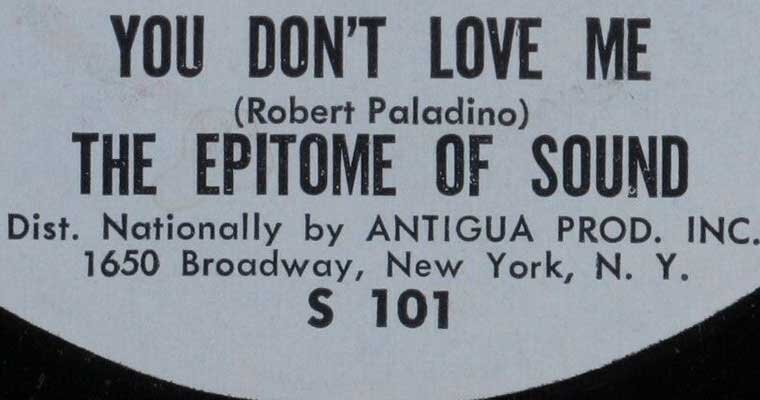 YOU DON'T LOVE ME
(Robert Paladino)
THE EPITOME OF SOUND
Dist. Nationally by ANTIGUA PROD. INC.
1650 Broadway, New York, N. Y.
S 101